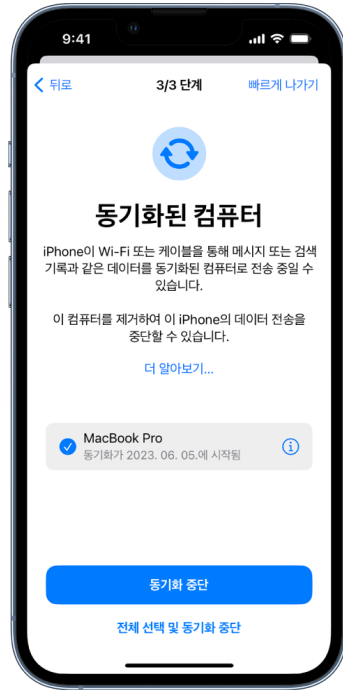 9:41
뒤로
3/3 단계
빠르게 나가기
동기화된 컴퓨터
iPhone이 Wi-Fi 또는 케이블을 통해 메시지 또는 검색
기록과 같은 데이터를 동기화된 컴퓨터로 전송 중일 수
있습니다.
이 컴퓨터를 제거하여 이 iPhone의 데이터 전송을
중단할 수 있습니다.
더 알아보기...
MacBook Pro
동기화가 2023. 06. 05.에 시작됨
동기화 중단
전체 선택 및 동기화 중단